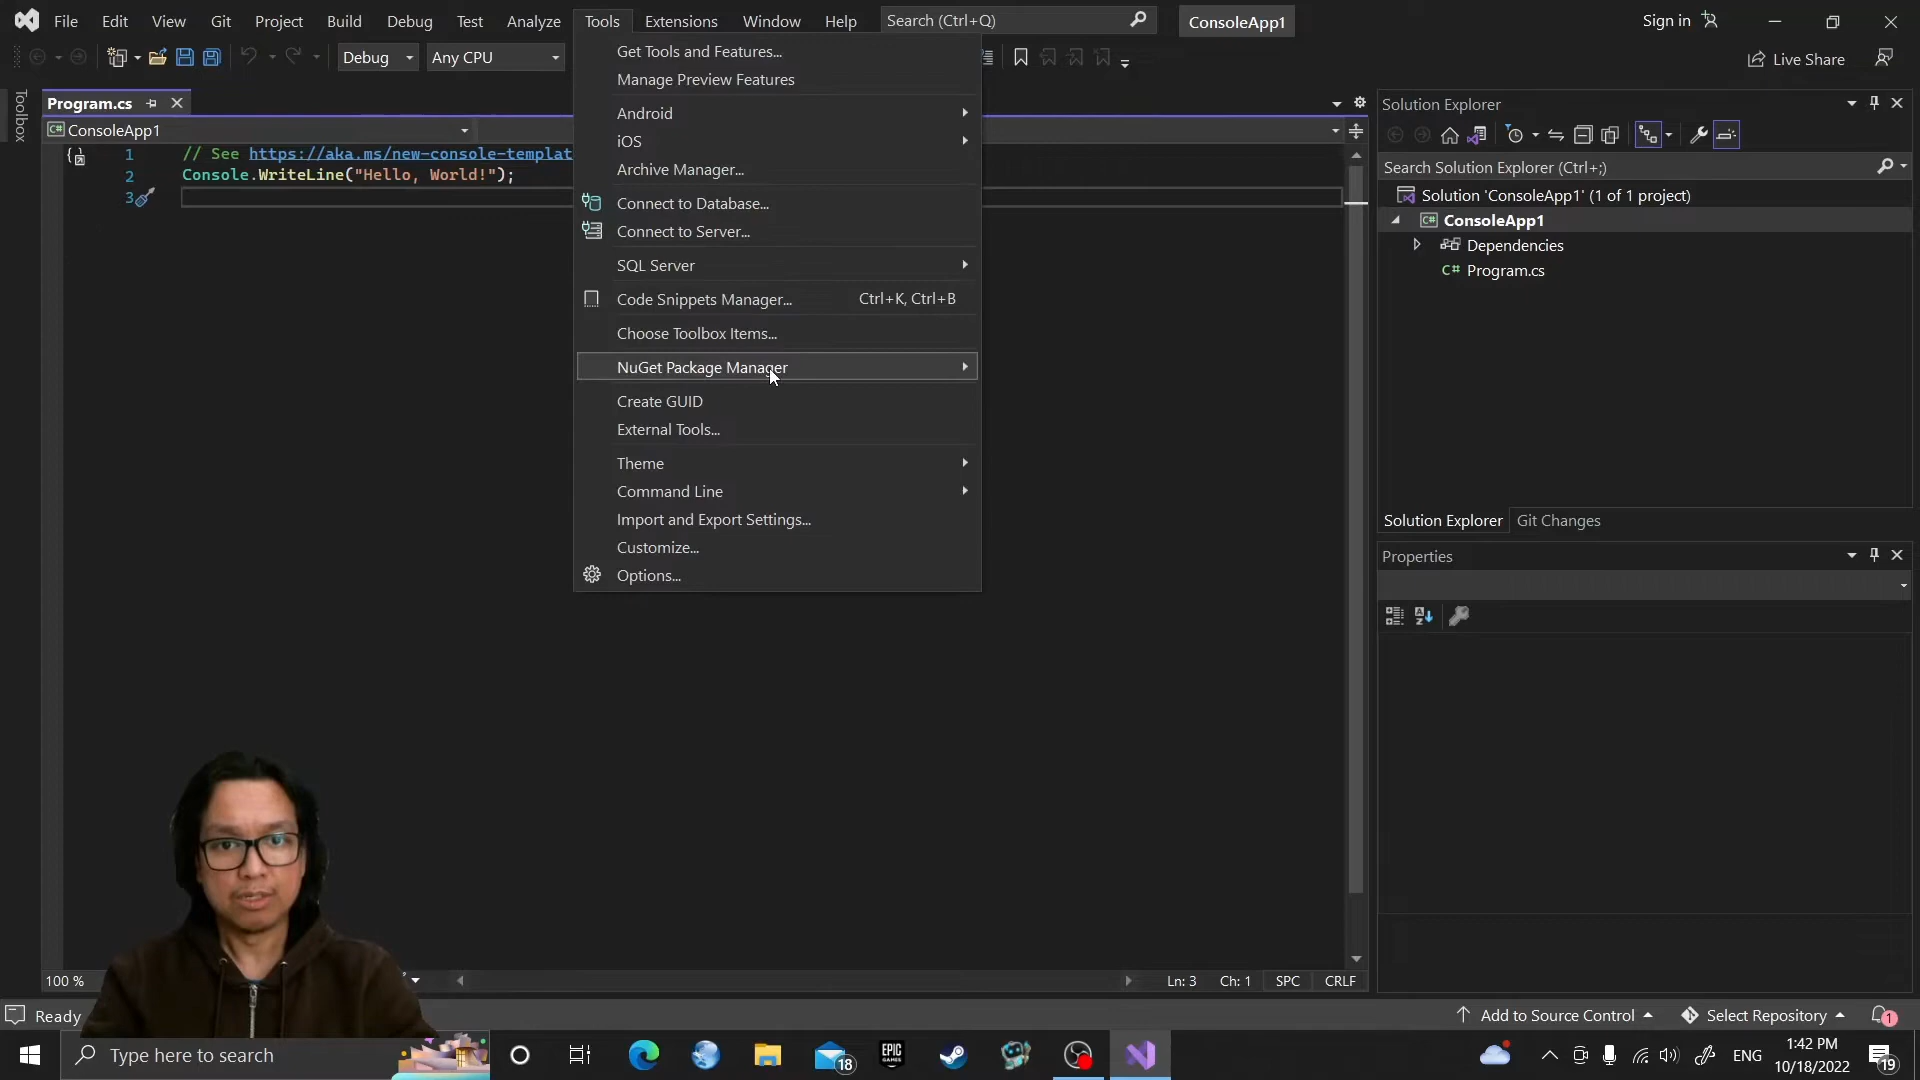 File Edit View Git Project Build Debug Test Analyze Tools Extensions Window Help Search (Ctrl+Q) ConsoleApp1 Sign in
Debug Any CPU Live Share
Toolbox
Program.cs
ConsoleApp1
1 // See https://aka.ms/new-console-templat
2 Console.WriteLine("Hello, World!");
3
Get Tools and Features...
Manage Preview Features
Android
iOS
Archive Manager...
Connect to Database...
Connect to Server...
SQL Server
Code Snippets Manager... Ctrl+K, Ctrl+B
Choose Toolbox Items...
NuGet Package Manager
Create GUID
External Tools...
Theme
Command Line
Import and Export Settings...
Customize...
Options...
Solution Explorer
Search Solution Explorer (Ctrl+;)
Solution 'ConsoleApp1' (1 of 1 project)
ConsoleApp1
Dependencies
C# Program.cs
Solution Explorer Git Changes
Properties
100 % Ln: 3 Ch: 1 SPC CRLF
Ready Add to Source Control Select Repository 1
Type here to search 18 EPIC GAMES ENG 1:42 PM
10/18/2022 19